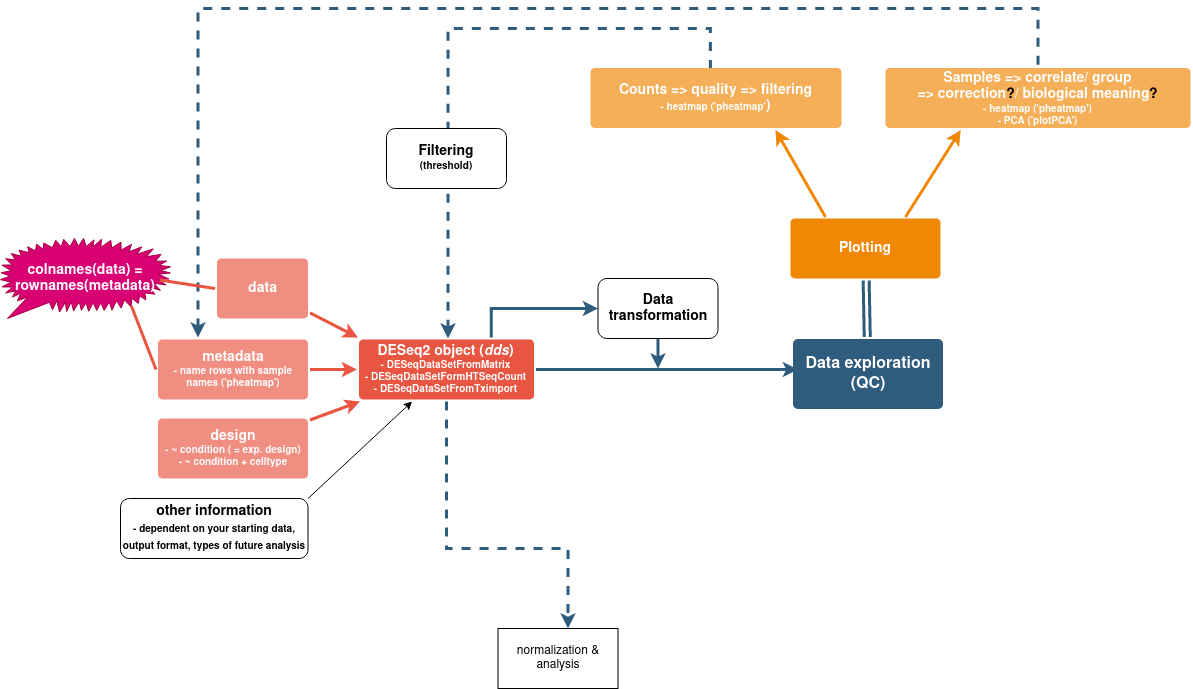 Counts => quality => filtering
- heatmap ('pheatmap')
Samples => correlate/ group
=> correction?/ biological meaning?
- heatmap ('pheatmap')
- PCA ('plotPCA')
Filtering
(threshold)
Plotting
colnames(data) =
rownames(metadata)
data
Data
transformation
metadata
- name rows with sample
names ('pheatmap')
DESeq2 object (dds)
- DESeqDataSetFromMatrix
- DESeqDataSetFormHTSeqCount
- DESeqDataSetFromTximport
Data exploration
(QC)
design
- ~ condition ( = exp. design)
- ~ condition + celltype
other information
- dependent on your starting data,
output format, types of future analysis
normalization &
analysis